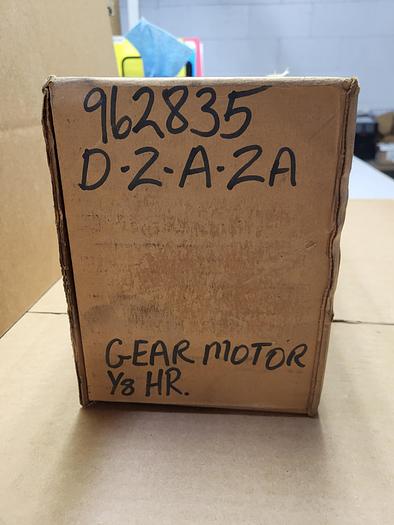 962835
D-Z-A-ZA
GEAR MOTOR
1/8 HR.